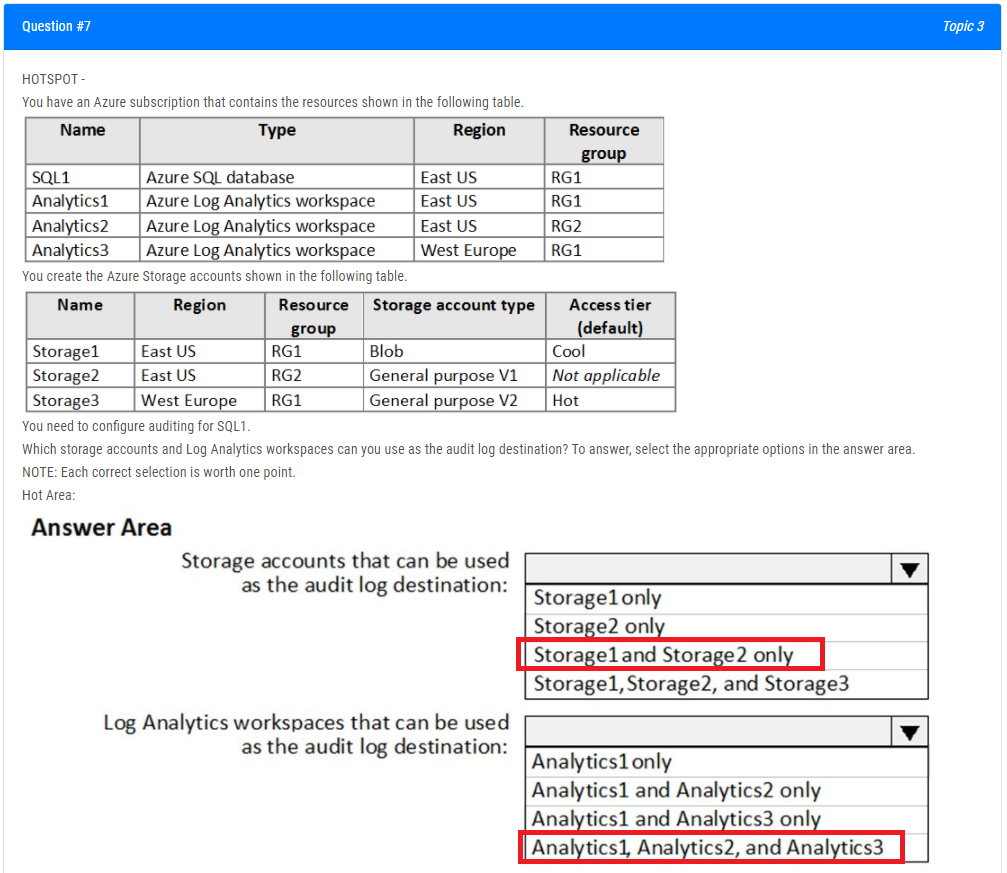 Question #7 Topic 3
HOTSPOT -
You have an Azure subscription that contains the resources shown in the following table.
Name Type Region Resource group
SQL1 Azure SQL database East US RG1
Analytics1 Azure Log Analytics workspace East US RG1
Analytics2 Azure Log Analytics workspace East US RG2
Analytics3 Azure Log Analytics workspace West Europe RG1
You create the Azure Storage accounts shown in the following table.
Name Region Resource group Storage account type Access tier (default)
Storage1 East US RG1 Blob Cool
Storage2 East US RG2 General purpose V1 Not applicable
Storage3 West Europe RG1 General purpose V2 Hot
You need to configure auditing for SQL1.
Which storage accounts and Log Analytics workspaces can you use as the audit log destination? To answer, select the appropriate options in the answer area.
NOTE: Each correct selection is worth one point.
Hot Area:
Answer Area
Storage accounts that can be used
as the audit log destination:
Storage1 only
Storage2 only
Storage1 and Storage2 only
Storage1, Storage2, and Storage3
Log Analytics workspaces that can be used
as the audit log destination:
Analytics1 only
Analytics1 and Analytics2 only
Analytics1 and Analytics3 only
Analytics1, Analytics2, and Analytics3